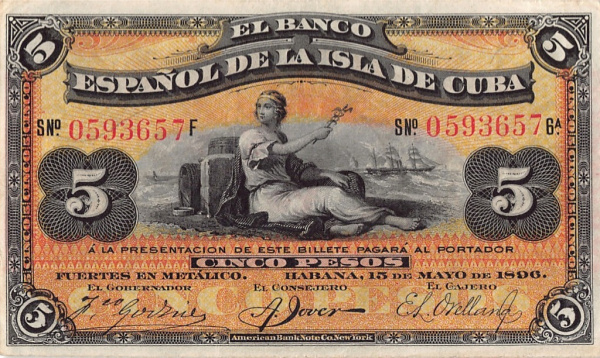 5 EL BANCO 5
ESPAÑOL DE LA ISLA DE CUBA
SNº 0593657 F SNº 0593657 6A
5 5
Á LA PRESENTACION DE ESTE BILLETE PAGARÁ AL PORTADOR
CINCO PESOS
FUERTES EN METÁLICO. HABANA, 15 DE MAYO DE 1896.
EL GOBERNADOR EL CONSEJERO EL CAJERO
5 5
American Bank Note Co. New York